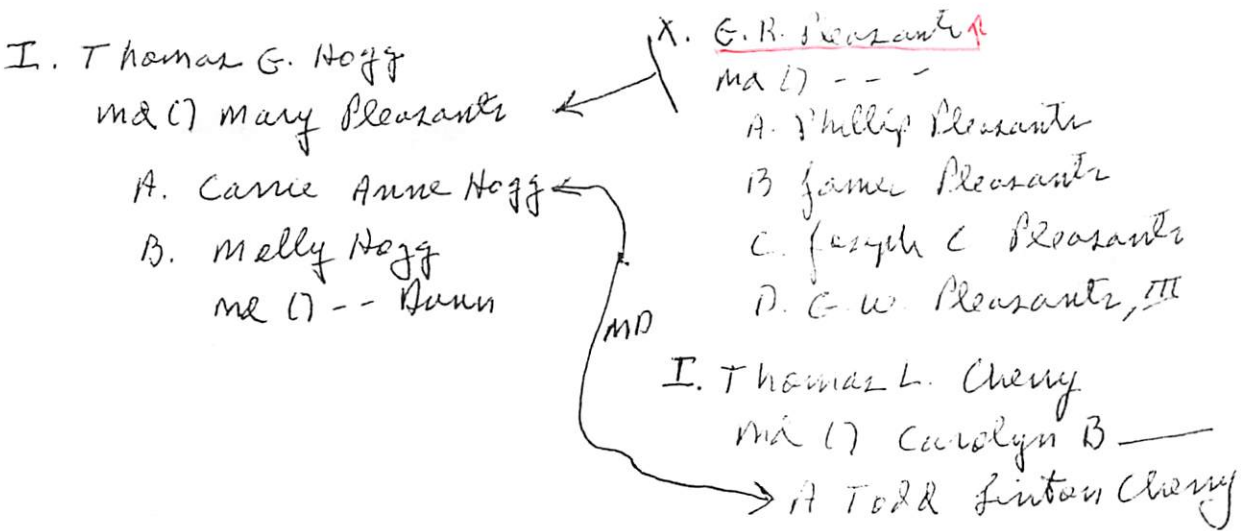 I. Thomas G. Hogg
md () Mary Pleasants
A. Carrie Anne Hogg
B. Molly Hogg
md () -- Dunn
X. G.R. Pleasants
md () - - -
A. Phillip Pleasants
B James Pleasants
C. Joseph C Pleasants
D. G.W. Pleasants, III
MD
I. Thomas L. Cherry
md () Carolyn B
A Todd Linton Cherry